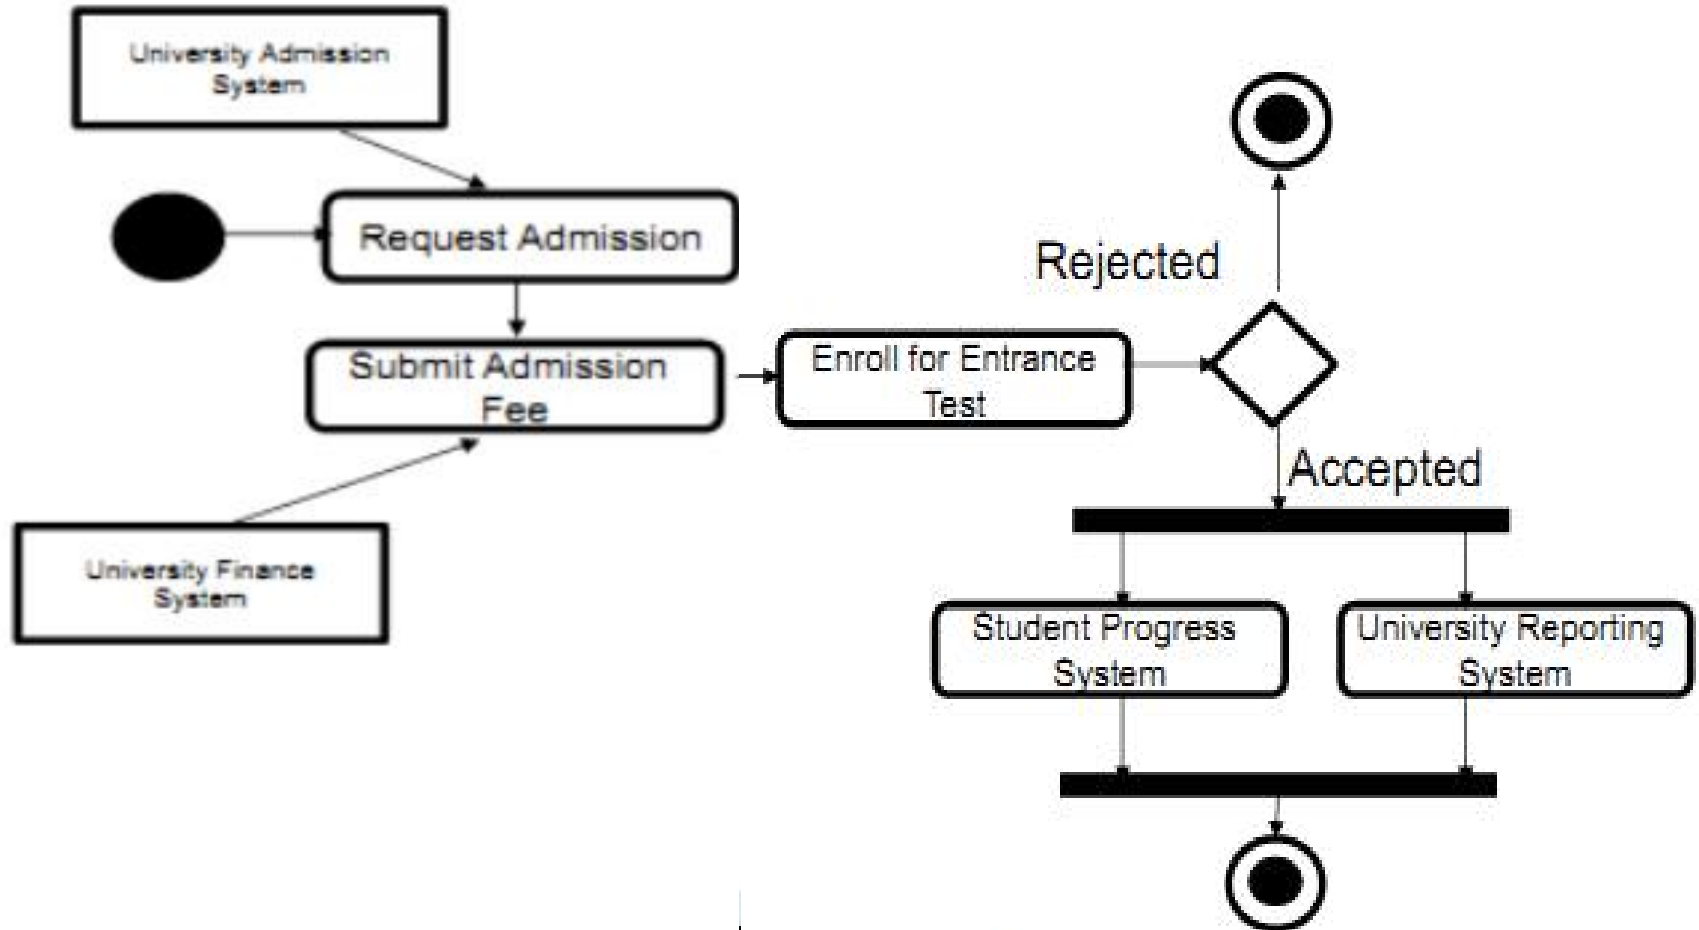 University Admission
System
Request Admission
Submit Admission
Fee
University Finance
System
Enroll for Entrance
Test
Rejected
Accepted
Student Progress
System
University Reporting
System